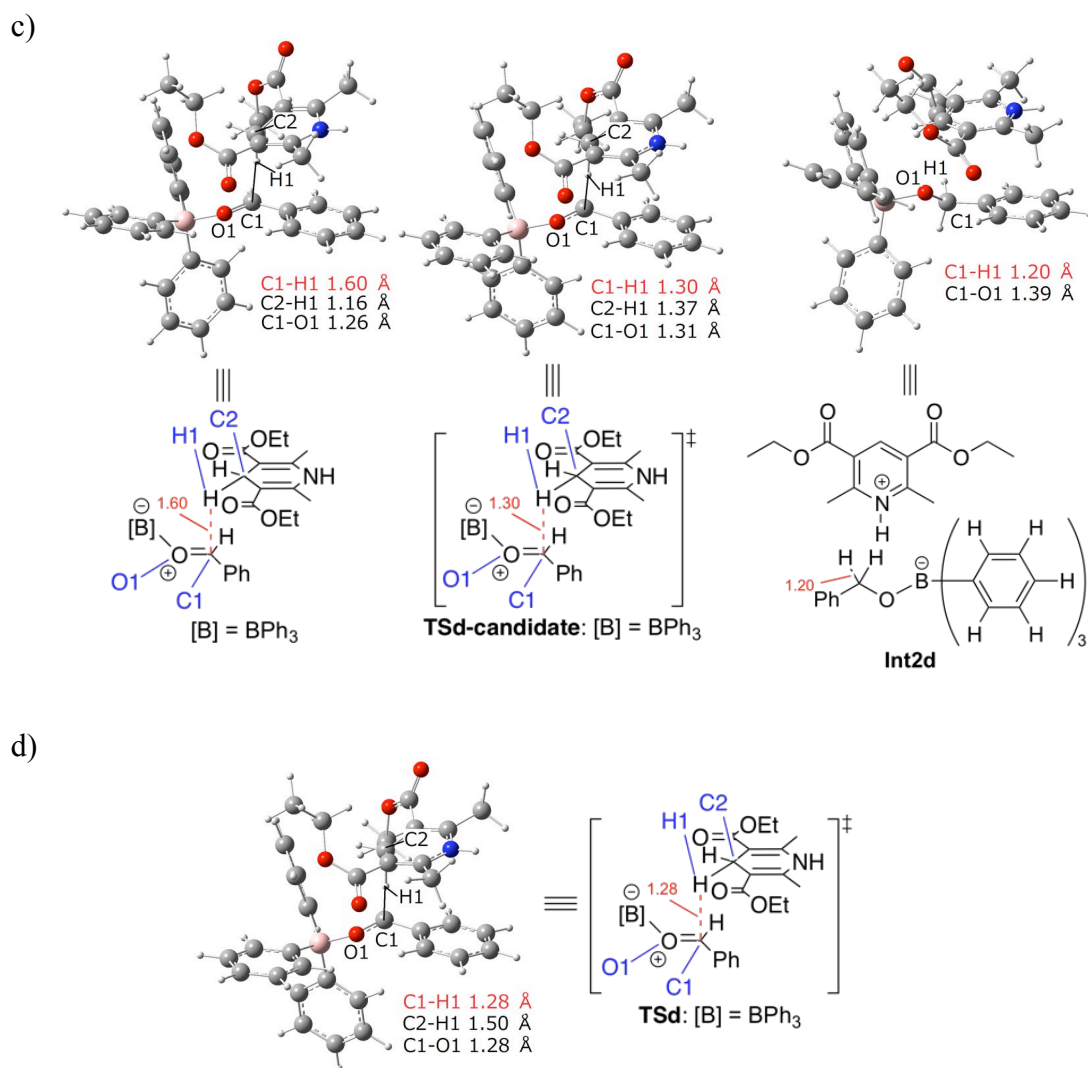 c)
C2
H1
O1
C1
C1-H1 1.60 Å
C2-H1 1.16 Å
C1-O1 1.26 Å
C2
H1
O1
C1
C1-H1 1.30 Å
C2-H1 1.37 Å
C1-O1 1.31 Å
O1
H1
C1
C1-H1 1.20 Å
C1-O1 1.39 Å
C2
H1
O
OEt
H
NH
H
O
OEt
1.60
⊖
[B]
H
O
⊕
Ph
O1
C1
[B] = BPh3
C2
‡
H1
O
OEt
H
NH
H
O
OEt
1.30
⊖
[B]
H
O
⊕
Ph
O1
C1
TSd-candidate: [B] = BPh3
O
O
O
O
⊕
N
H
H
H
1.20
Ph
O
⊖
B
H
H
H
H
H
3
Int2d
d)
C2
H1
O1
C1
C1-H1 1.28 Å
C2-H1 1.50 Å
C1-O1 1.28 Å
C2
‡
H1
O
OEt
H
NH
H
O
OEt
1.28
⊖
[B]
H
O
⊕
Ph
O1
C1
TSd: [B] = BPh3